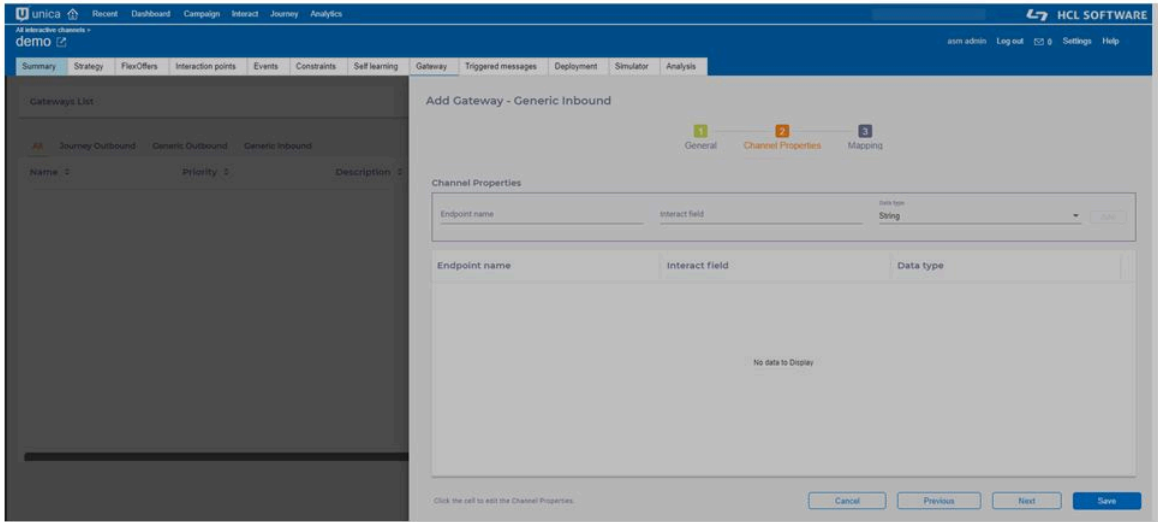 unica Recent Dashboard Campaign Interact Journey Analytics HCL SOFTWARE
All interactive channels
demo asm admin Log out 0 Settings Help
Summary Strategy FlexOffers Interaction points Events Constraints Self learning Gateway Triggered messages Deployment Simulator Analysis
Gateways List
Add Gateway - Generic Inbound
1 2 3
General Channel Properties Mapping
All Journey Outbound Generic Outbound Generic Inbound
Name Priority Description
Channel Properties
Data type
Endpoint name Interact field String Add
Endpoint name Interact field Data type
No data to Display
Click the cell to edit the Channel Properties. Cancel Previous Next Save